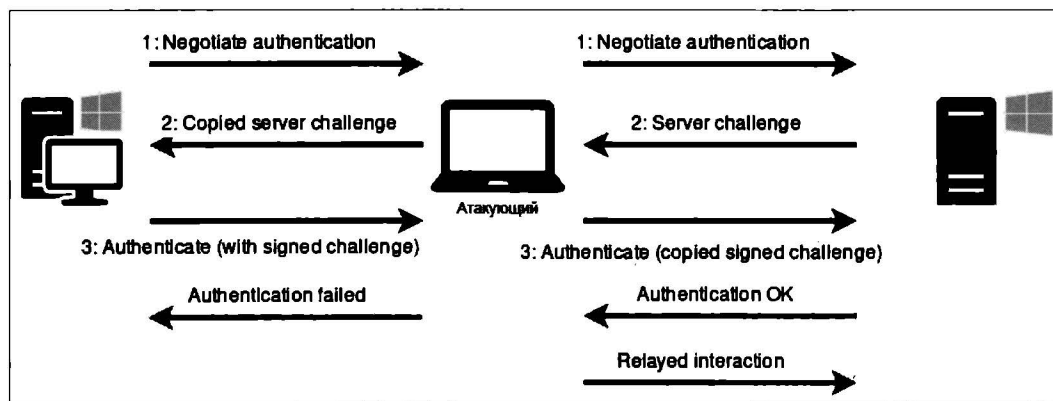 1: Negotiate authentication
1: Negotiate authentication
2: Copied server challenge
2: Server challenge
Атакующий
3: Authenticate (with signed challenge)
3: Authenticate (copied signed challenge)
Authentication failed
Authentication OK
Relayed interaction